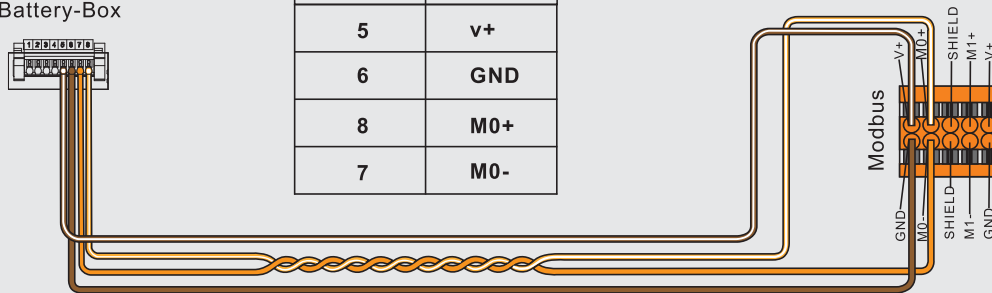 Battery-Box
1 2 3 4 5 6 7 8
5 v+
6 GND
8 M0+
7 M0-
Modbus
V+
M0+
SHIELD
M1+
V+
GND
M0-
SHIELD
M1-
GND